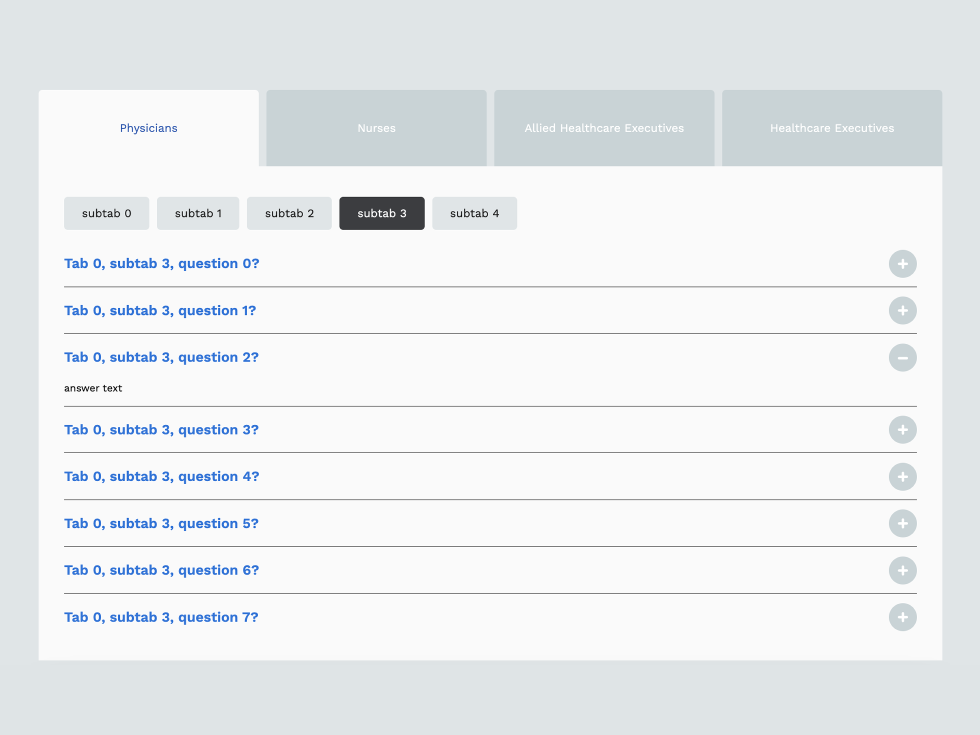 Physicians
Nurses
Allied Healthcare Executives
Healthcare Executives
subtab 0
subtab 1
subtab 2
subtab 3
subtab 4
Tab 0, subtab 3, question 0?
Tab 0, subtab 3, question 1?
Tab 0, subtab 3, question 2?
answer text
Tab 0, subtab 3, question 3?
Tab 0, subtab 3, question 4?
Tab 0, subtab 3, question 5?
Tab 0, subtab 3, question 6?
Tab 0, subtab 3, question 7?